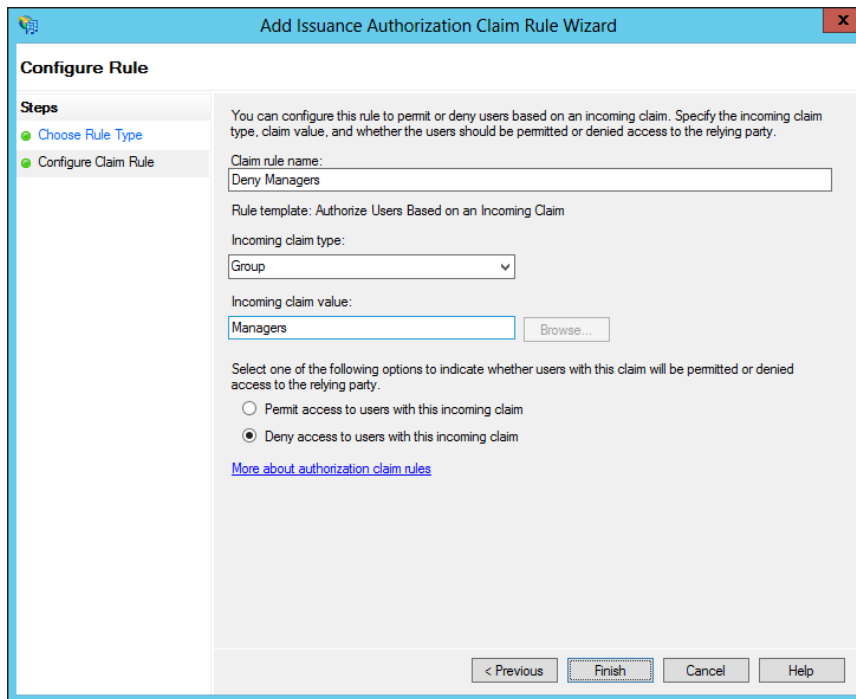 Add Issuance Authorization Claim Rule Wizard
x
Configure Rule
Steps
Choose Rule Type
Configure Claim Rule
You can configure this rule to permit or deny users based on an incoming claim. Specify the incoming claim
type, claim value, and whether the users should be permitted or denied access to the relying party.
Claim rule name:
Deny Managers
Rule template: Authorize Users Based on an Incoming Claim
Incoming claim type:
Group
Incoming claim value:
Managers
Browse...
Select one of the following options to indicate whether users with this claim will be permitted or denied
access to the relying party.
Permit access to users with this incoming claim
Deny access to users with this incoming claim
More about authorization claim rules
< Previous
Finish
Cancel
Help